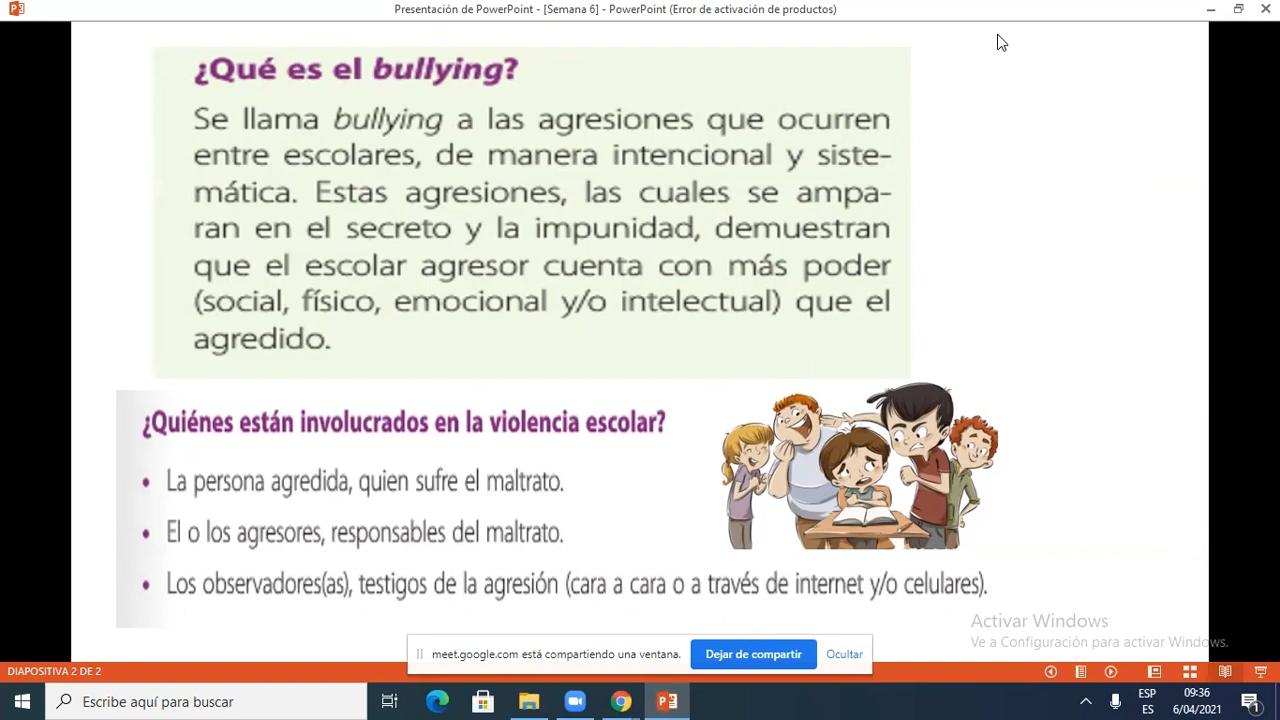 Presentación de PowerPoint - [Semana 6] - PowerPoint (Error de activación de productos)
¿Qué es el bullying?
Se llama bullying a las agresiones que ocurren
entre escolares, de manera intencional y siste-
mática. Estas agresiones, las cuales se ampa-
ran en el secreto y la impunidad, demuestran
que el escolar agresor cuenta con más poder
(social, físico, emocional y/o intelectual) que el
agredido.
¿Quiénes están involucrados en la violencia escolar?
• La persona agredida, quien sufre el maltrato.
• El o los agresores, responsables del maltrato.
• Los observadores(as), testigos de la agresión (cara a cara o a través de internet y/o celulares).
Activar Windows
Ve a Configuración para activar Windows.
meet.google.com está compartiendo una ventana.
Dejar de compartir
Ocultar
DIAPOSITIVA 2 DE 2
Escribe aquí para buscar
ESP
ES
09:36
6/04/2021
1